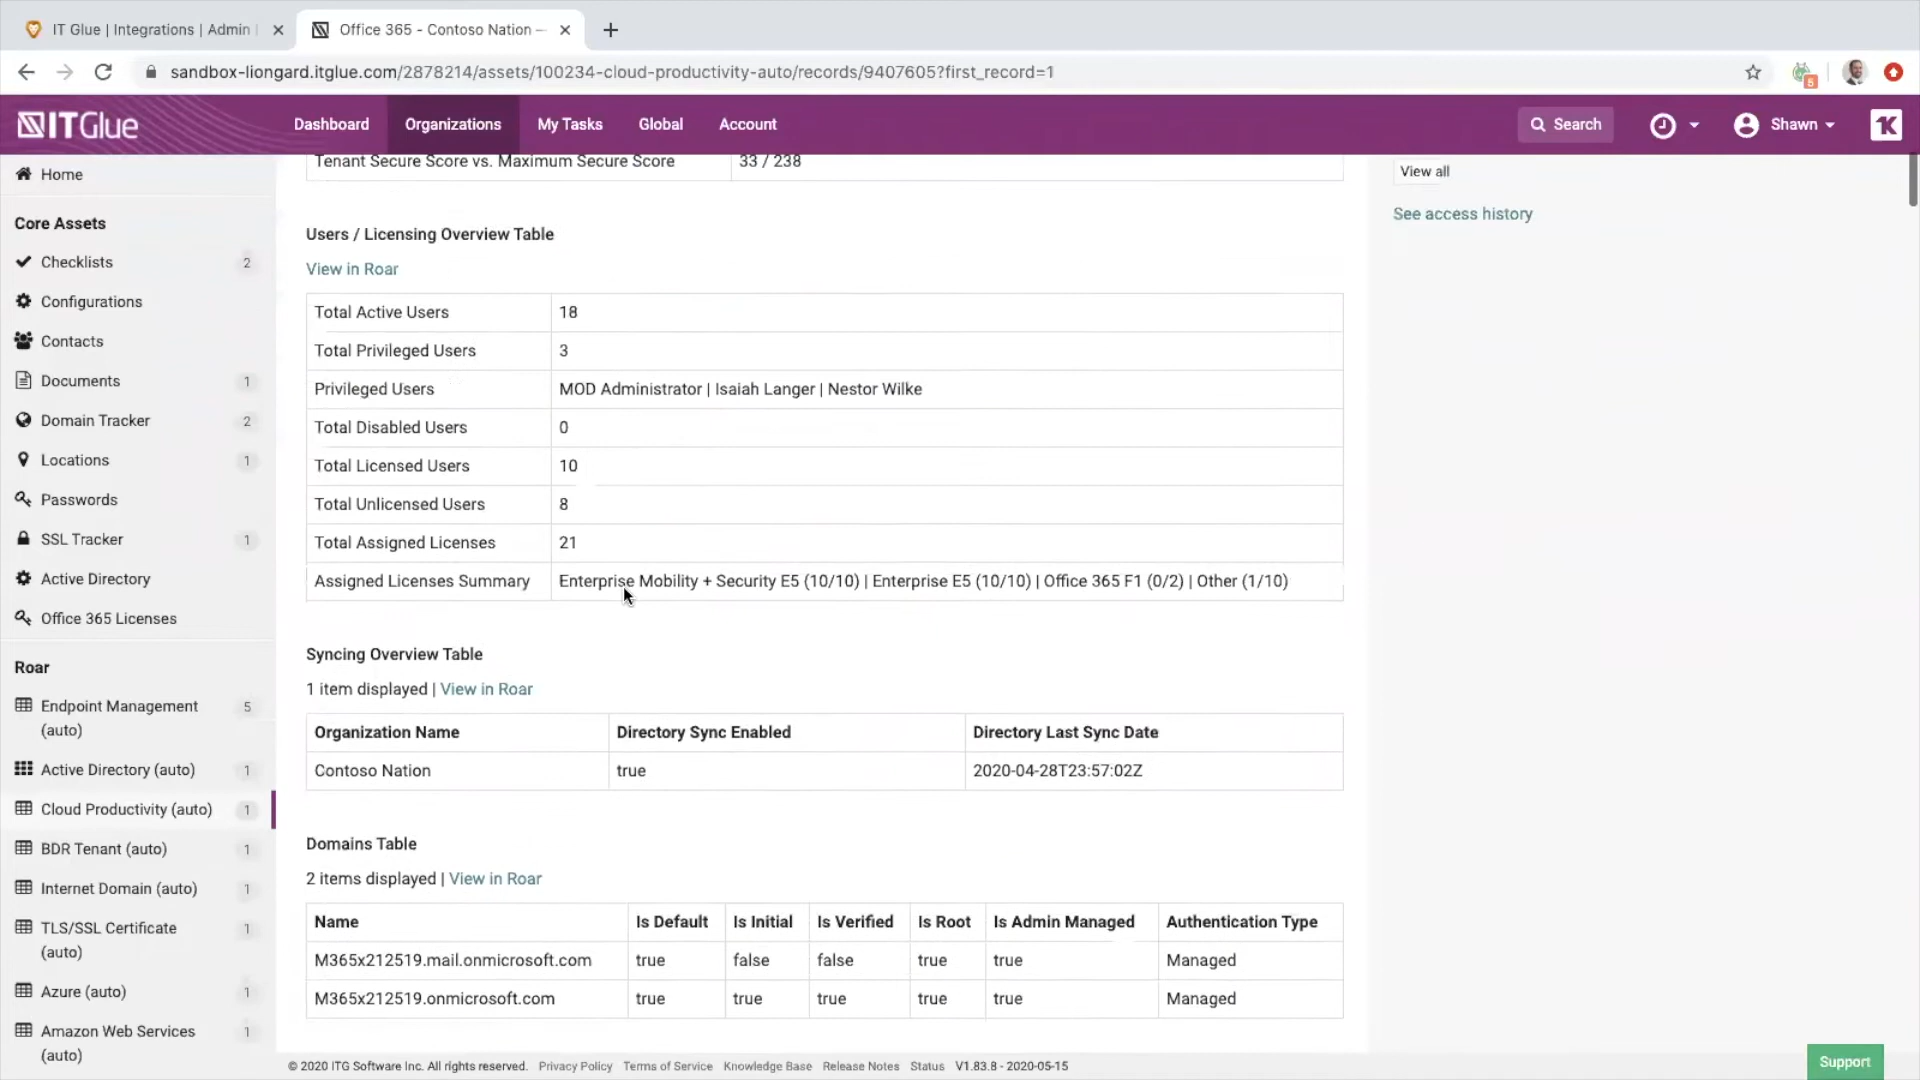 IT Glue | Integrations | Admin
Office 365 - Contoso Nation –
sandbox-liongard.itglue.com/2878214/assets/100234-cloud-productivity-auto/records/9407605?first_record=1
8
ITGlue
Dashboard
Organizations
My Tasks
Global
Account
Search
Shawn
K
Home
Core Assets
Checklists 2
Configurations
Contacts
Documents 1
Domain Tracker 2
Locations 1
Passwords
SSL Tracker 1
Active Directory
Office 365 Licenses
Roar
Endpoint Management 5
(auto)
Active Directory (auto) 1
Cloud Productivity (auto) 1
BDR Tenant (auto) 1
Internet Domain (auto) 1
TLS/SSL Certificate 1
(auto)
Azure (auto) 1
Amazon Web Services 1
(auto)
Tenant Secure Score vs. Maximum Secure Score 33 / 238
Users / Licensing Overview Table
View in Roar
Total Active Users 18
Total Privileged Users 3
Privileged Users MOD Administrator | Isaiah Langer | Nestor Wilke
Total Disabled Users 0
Total Licensed Users 10
Total Unlicensed Users 8
Total Assigned Licenses 21
Assigned Licenses Summary Enterprise Mobility + Security E5 (10/10) | Enterprise E5 (10/10) | Office 365 F1 (0/2) | Other (1/10)
Syncing Overview Table
1 item displayed | View in Roar
Organization Name Directory Sync Enabled Directory Last Sync Date
Contoso Nation true 2020-04-28T23:57:02Z
Domains Table
2 items displayed | View in Roar
Name Is Default Is Initial Is Verified Is Root Is Admin Managed Authentication Type
M365x212519.mail.onmicrosoft.com true false false true true Managed
M365x212519.onmicrosoft.com true true true true true Managed
View all
See access history
© 2020 ITG Software Inc. All rights reserved. Privacy Policy Terms of Service Knowledge Base Release Notes Status V1.83.8 - 2020-05-15
Support